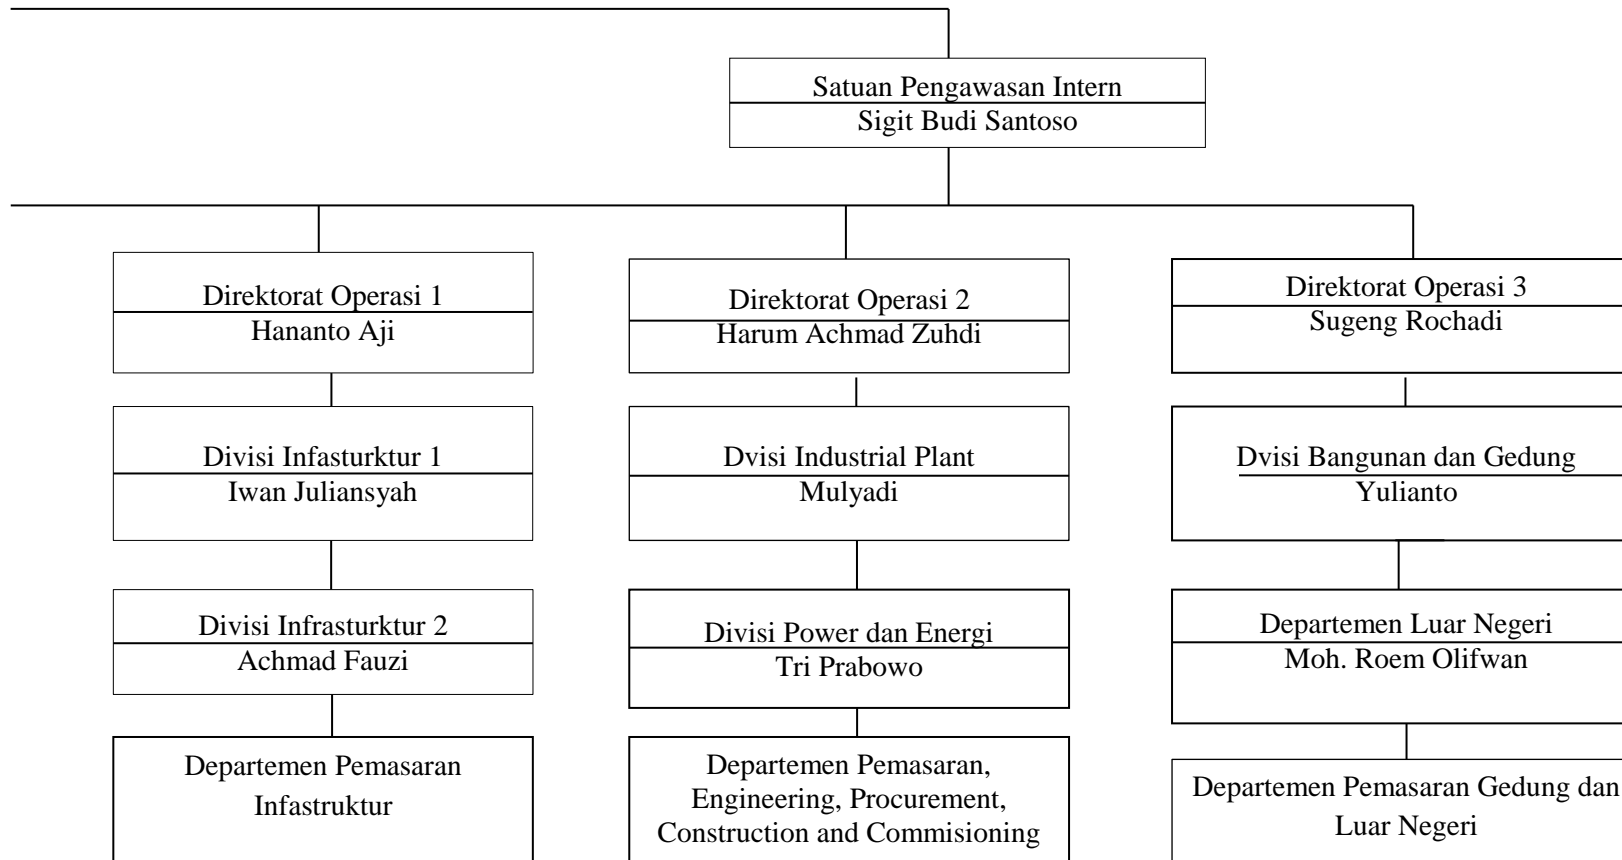 Satuan Pengawasan Intern
Sigit Budi Santoso
Direktorat Operasi 1
Hananto Aji
Direktorat Operasi 2
Harum Achmad Zuhdi
Direktorat Operasi 3
Sugeng Rochadi
Divisi Infasturktur 1
Iwan Juliansyah
Dvisi Industrial Plant
Mulyadi
Dvisi Bangunan dan Gedung
Yulianto
Divisi Infrasturktur 2
Achmad Fauzi
Divisi Power dan Energi
Tri Prabowo
Departemen Luar Negeri
Moh. Roem Olifwan
Departemen Pemasaran
Infastruktur
Departemen Pemasaran,
Engineering, Procurement,
Construction and Commisioning
Departemen Pemasaran Gedung dan
Luar Negeri